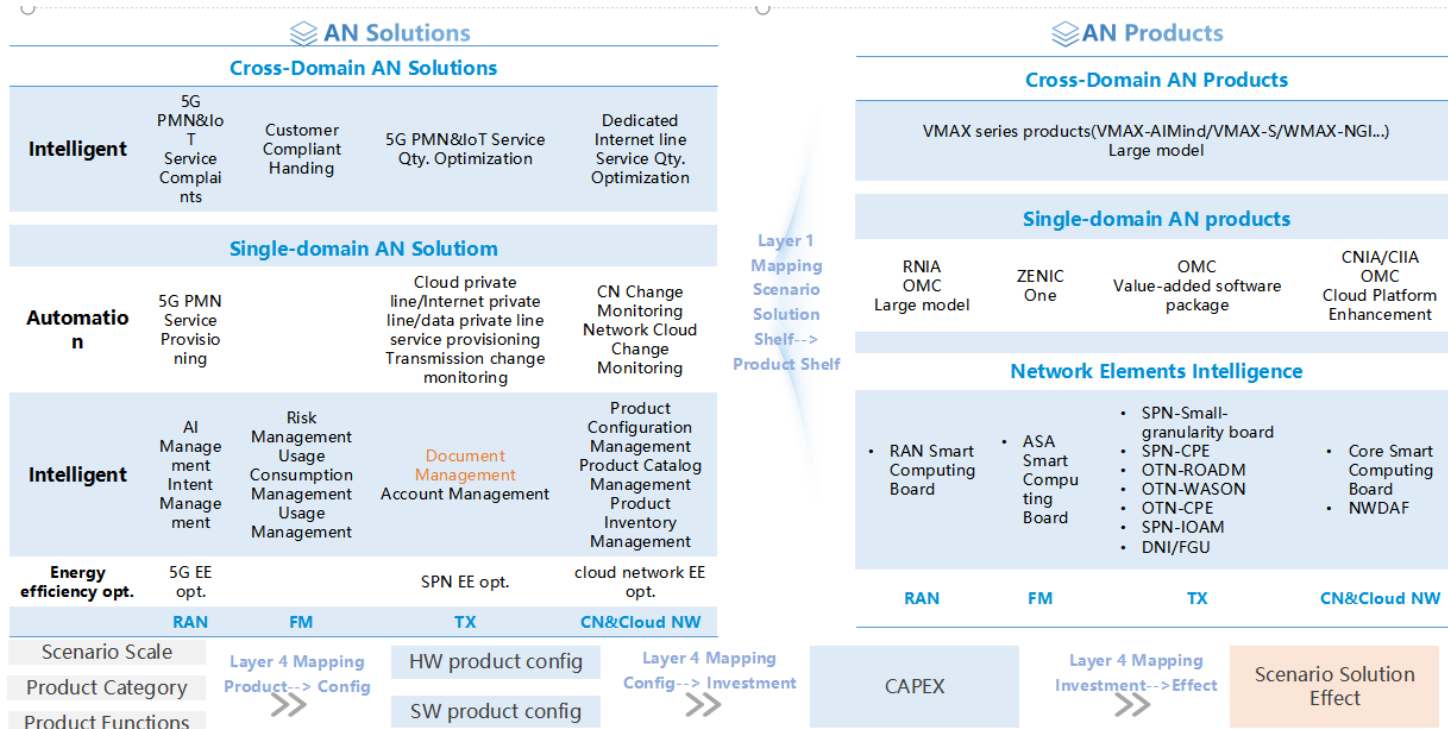 AN Solutions
Cross-Domain AN Solutions
Intelligent
5G
PMN&Io
T
Service
Complai
nts
Customer
Compliant
Handing
5G PMN&IoT Service
Qty. Optimization
Dedicated
Internet line
Service Qty.
Optimization
Single-domain AN Solutiom
Automatio
n
5G PMN
Service
Provisio
ning
Cloud private
line/Internet private
line/data private line
service provisioning
Transmission change
monitoring
CN Change
Monitoring
Network Cloud
Change
Monitoring
Intelligent
AI
Manage
ment
Intent
Manage
ment
Risk
Management
Usage
Consumption
Management
Usage
Management
Document
Management
Account Management
Product
Configuration
Management
Product Catalog
Management
Product
Inventory
Management
Energy
efficiency opt.
5G EE
opt.
SPN EE opt.
cloud network EE
opt.
RAN
FM
TX
CN&Cloud NW
Layer 1
Mapping
Scenario
Solution
Shelf-->
Product Shelf
AN Products
Cross-Domain AN Products
VMAX series products(VMAX-AIMind/VMAX-S/WMAX-NGI...)
Large model
Single-domain AN products
RNIA
OMC
Large model
ZENIC
One
OMC
Value-added software
package
CNIA/CIIA
OMC
Cloud Platform
Enhancement
Network Elements Intelligence
• RAN Smart
Computing
Board
• ASA
Smart
Compu
ting
Board
• SPN-Small-
granularity board
• SPN-CPE
• OTN-ROADM
• OTN-WASON
• OTN-CPE
• SPN-IOAM
• DNI/FGU
• Core Smart
Computing
Board
• NWDAF
RAN
FM
TX
CN&Cloud NW
Scenario Scale
Product Category
Product Functions
Layer 4 Mapping
Product--> Config
HW product config
SW product config
Layer 4 Mapping
Config--> Investment
CAPEX
Layer 4 Mapping
Investment-->Effect
Scenario Solution
Effect